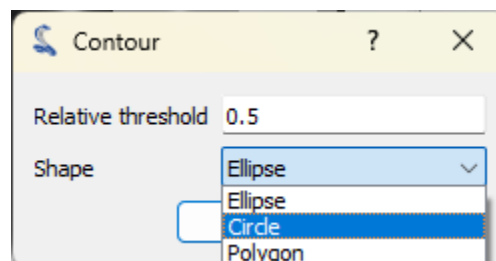 Contour ?
Relative threshold 0.5
Shape Ellipse
Ellipse
Circle
Polygon